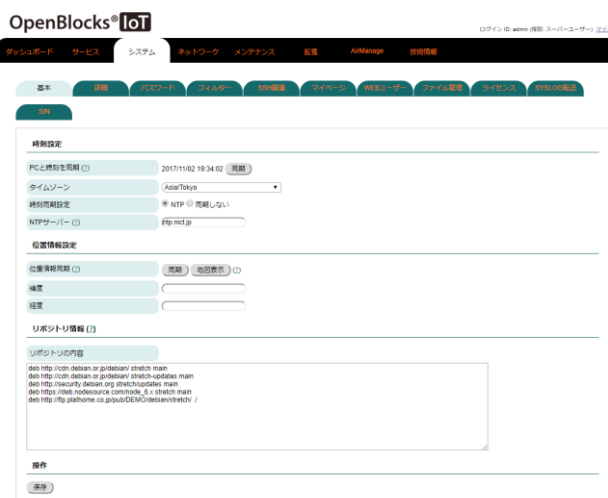 OpenBlocks® IoT
ログイン ID: admin (権限: スーパーユーザー) マイ
ダッシュボード サービス システム ネットワーク メンテナンス 拡張 AirManage 技術情報
基本 詳細 パスワード フィルター SSH関連 マイページ WEBユーザー ファイル管理 ライセンス SYSLOG転送
S/N
時刻設定
PCと時刻を同期 (?) 2017/11/02 19:34:02 同期
タイムゾーン Asia/Tokyo
時刻同期設定 NTP 同期しない
NTPサーバー (?) ntp.nict.jp
位置情報設定
位置情報同期 (?) 同期 地図表示 (?)
緯度
経度
リポジトリ情報 (?)
リポジトリの内容
deb http://cdn.debian.or.jp/debian/ stretch main
deb http://cdn.debian.or.jp/debian/ stretch-updates main
deb http://security.debian.org stretch/updates main
deb https://deb.nodesource.com/node_6.x stretch main
deb http://ftp.plathome.co.jp/pub/DEMO/debian/stretch/ ./
操作
保存